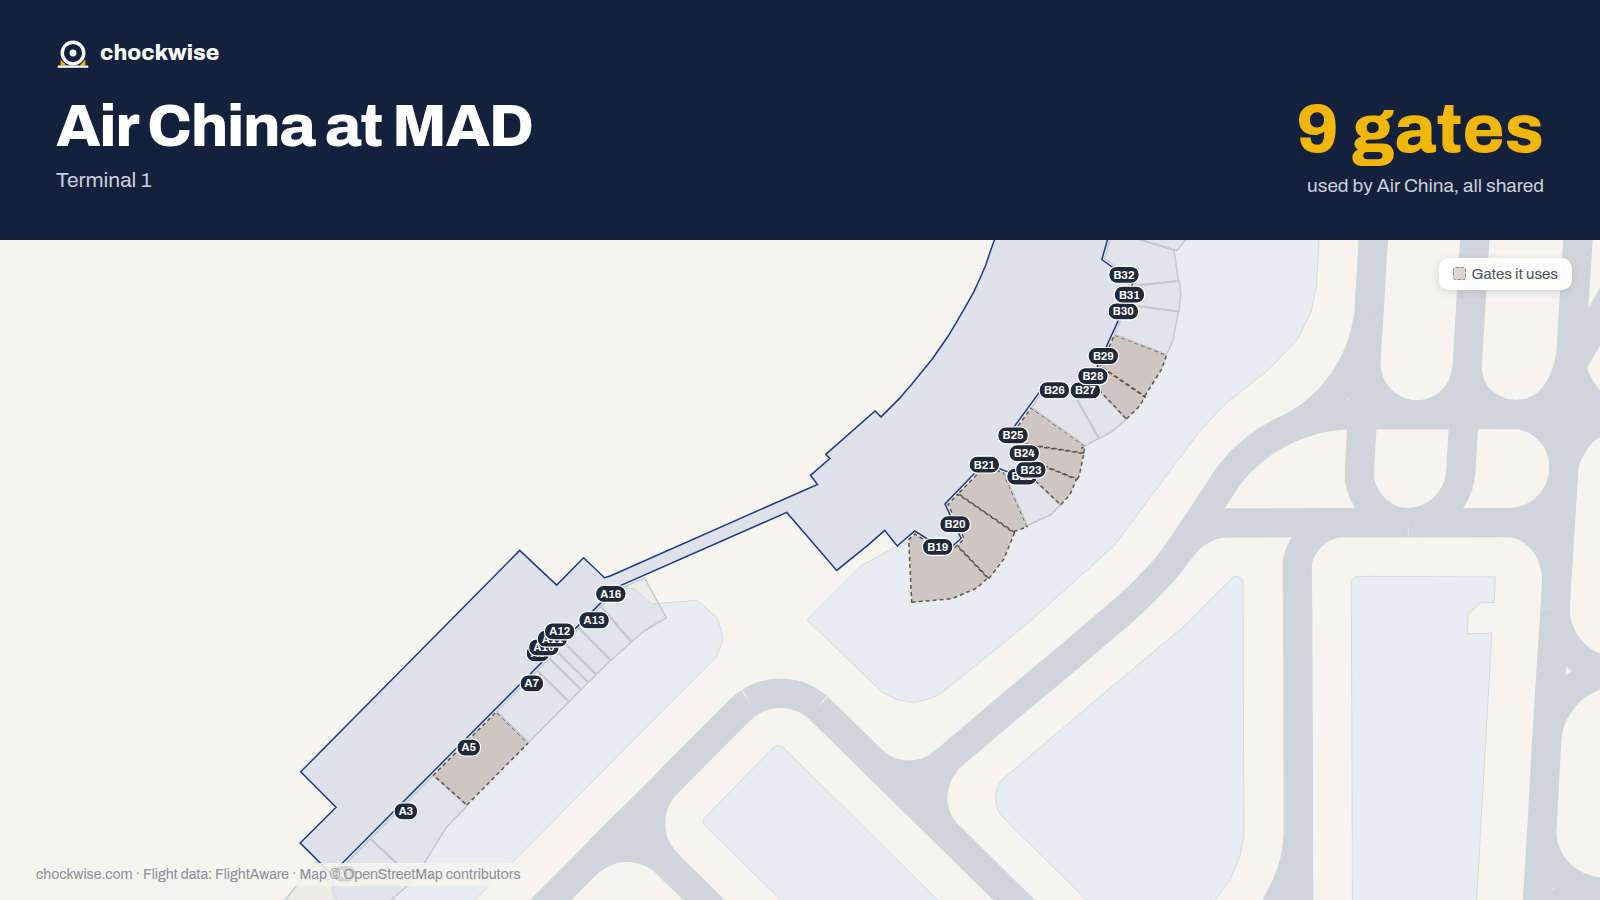 chockwise
Air China at MAD
Terminal 1
9 gates
used by Air China, all shared
Gates it uses
B32
B31
B30
B29
B28
B27
B26
B25
B24
B23
B21
B20
B19
A16
A13
A12
A10
A7
A5
A3
chockwise.com · Flight data: FlightAware · Map © OpenStreetMap contributors